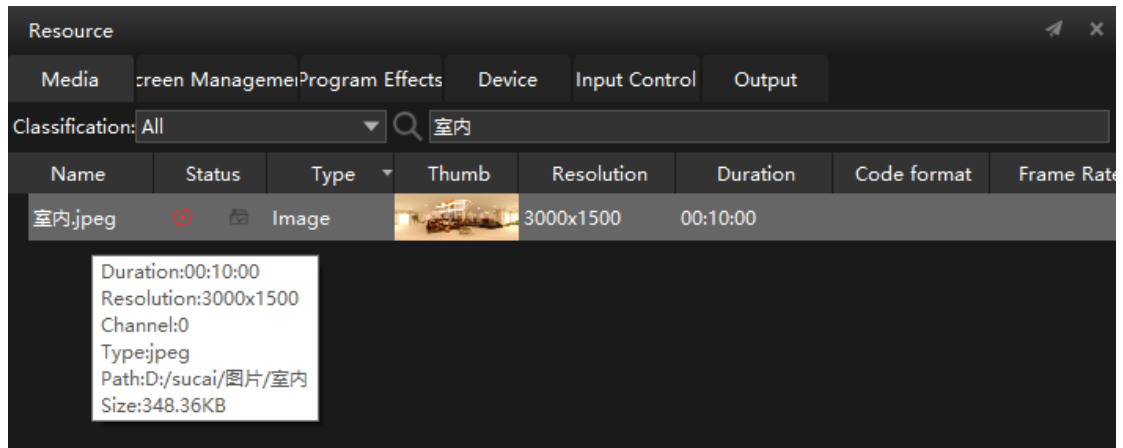 Resource
Media creen Managemei Program Effects Device Input Control Output
Classification: All 室内
Name Status Type Thumb Resolution Duration Code format Frame Rate
室内.jpeg Image 3000x1500 00:10:00
Duration:00:10:00
Resolution:3000x1500
Channel:0
Type:jpeg
Path:D:/sucai/图片/室内
Size:348.36KB